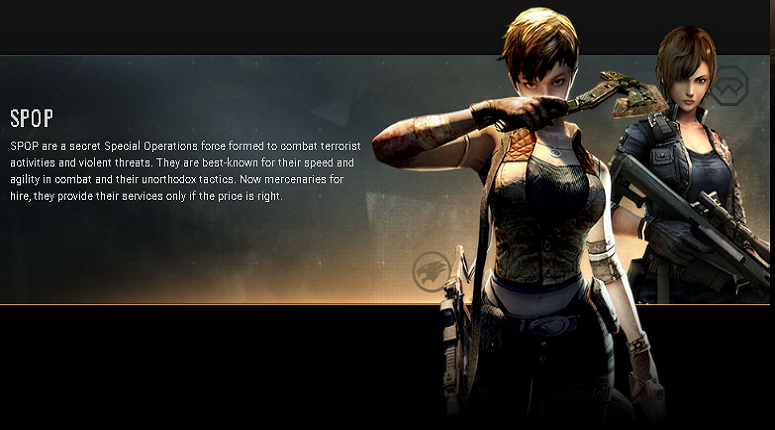 SPOP
SPOP are a secret Special Operations force formed to combat terrorist
activities and violent threats. They are best-known for their speed and
agility in combat and their unorthodox tactics. Now mercenaries for
hire, they provide their services only if the price is right.